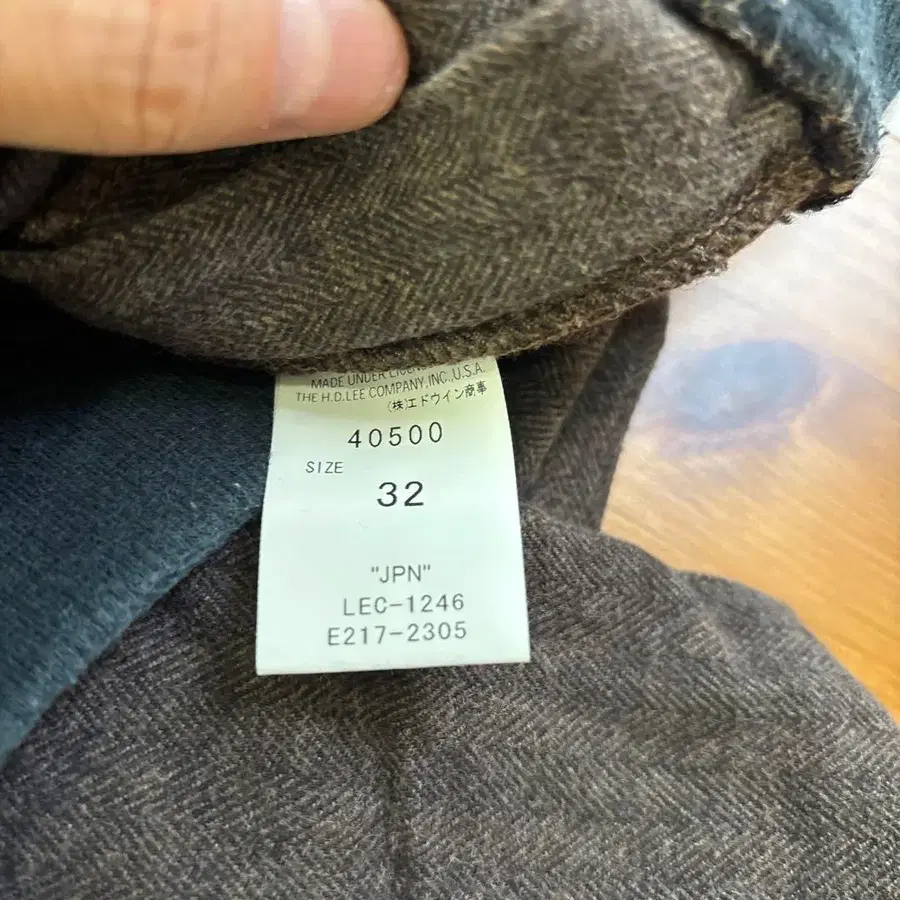 MADE UNDER LICEN
THE H.D.LEE COMPANY,INC.,U.S.A.
(株)エドウイン商事
40500
SIZE
32
"JPN"
LEC-1246
E217-2305